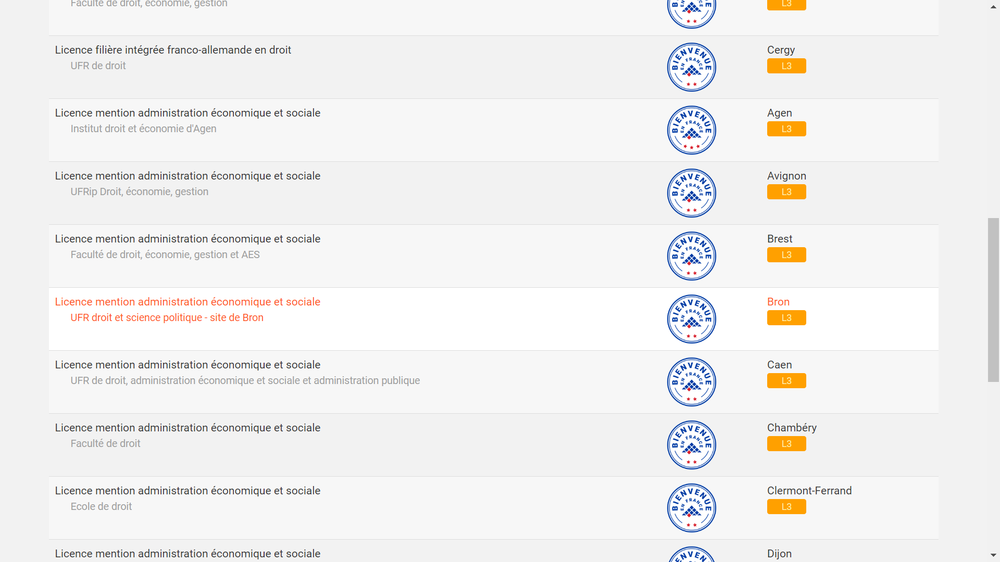 Faculté de droit, économie, gestion
L3
Licence filière intégrée franco-allemande en droit
UFR de droit
BIENVENUE EN FRANCE
Cergy
L3
Licence mention administration économique et sociale
Institut droit et économie d'Agen
BIENVENUE EN FRANCE
Agen
L3
Licence mention administration économique et sociale
UFRip Droit, économie, gestion
BIENVENUE EN FRANCE
Avignon
L3
Licence mention administration économique et sociale
Faculté de droit, économie, gestion et AES
BIENVENUE EN FRANCE
Brest
L3
Licence mention administration économique et sociale
UFR droit et science politique - site de Bron
BIENVENUE EN FRANCE
Bron
L3
Licence mention administration économique et sociale
UFR de droit, administration économique et sociale et administration publique
BIENVENUE EN FRANCE
Caen
L3
Licence mention administration économique et sociale
Faculté de droit
BIENVENUE EN FRANCE
Chambéry
L3
Licence mention administration économique et sociale
Ecole de droit
BIENVENUE EN FRANCE
Clermont-Ferrand
L3
Licence mention administration économique et sociale
BIENVENUE
Dijon